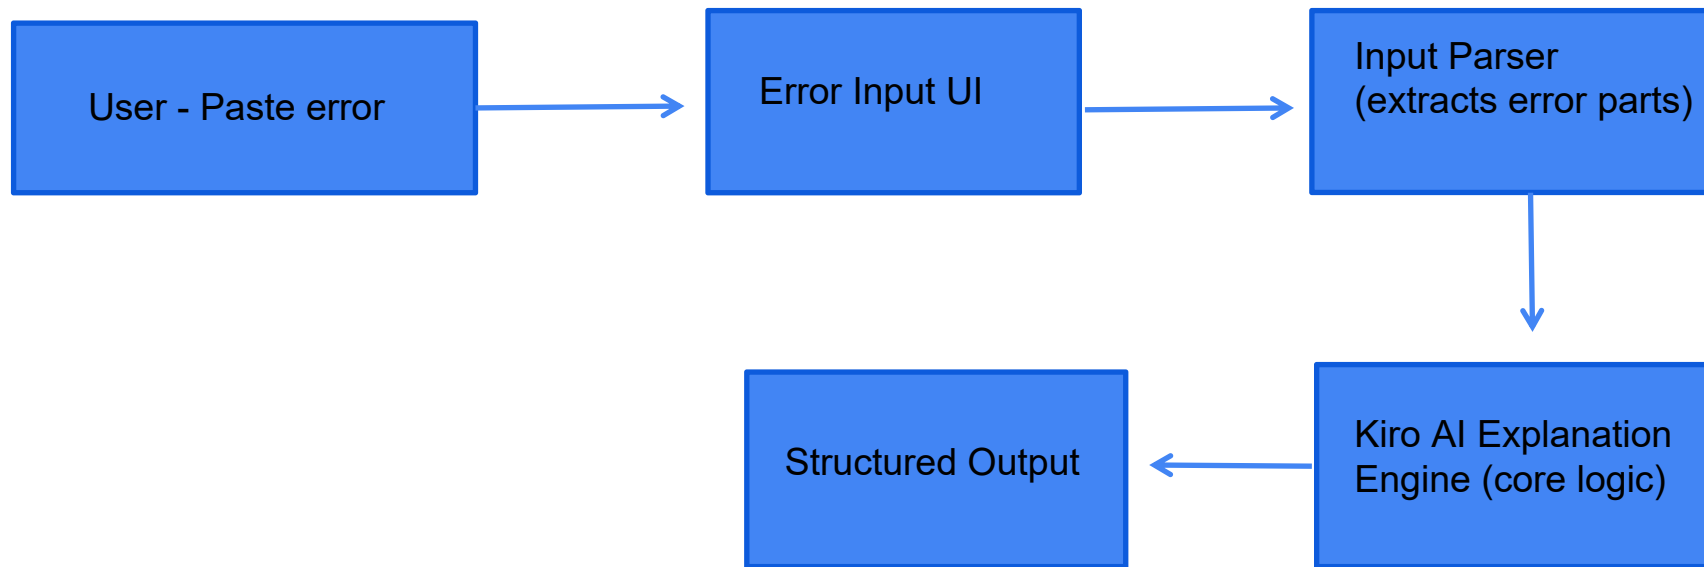 User - Paste error
Error Input UI
Input Parser
(extracts error parts)
Structured Output
Kiro AI Explanation
Engine (core logic)